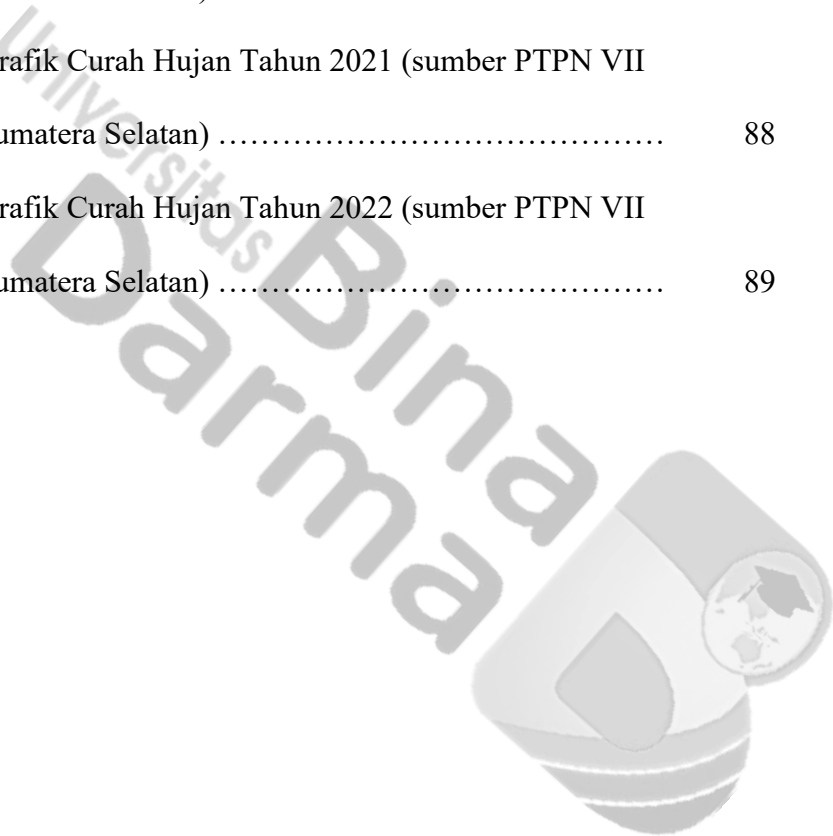 rafik Curah Hujan Tahun 2021 (sumber PTPN VII
umatera Selatan) ……………………………………  88
rafik Curah Hujan Tahun 2022 (sumber PTPN VII
umatera Selatan) ……………………………………  89
Universitas
Bina
Darma